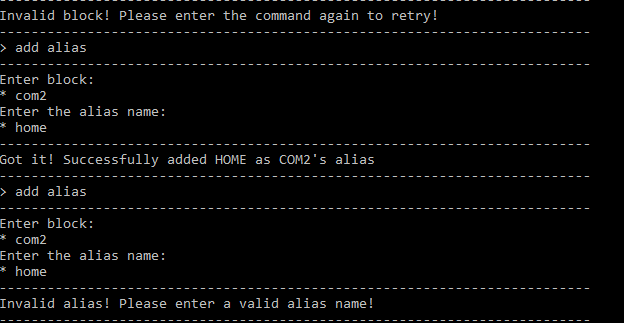 --------------------------------------------------------------------------
Invalid block! Please enter the command again to retry!
--------------------------------------------------------------------------
> add alias
--------------------------------------------------------------------------
Enter block:
* com2
Enter the alias name:
* home
--------------------------------------------------------------------------
Got it! Successfully added HOME as COM2's alias
--------------------------------------------------------------------------
> add alias
--------------------------------------------------------------------------
Enter block:
* com2
Enter the alias name:
* home
--------------------------------------------------------------------------
Invalid alias! Please enter a valid alias name!
--------------------------------------------------------------------------